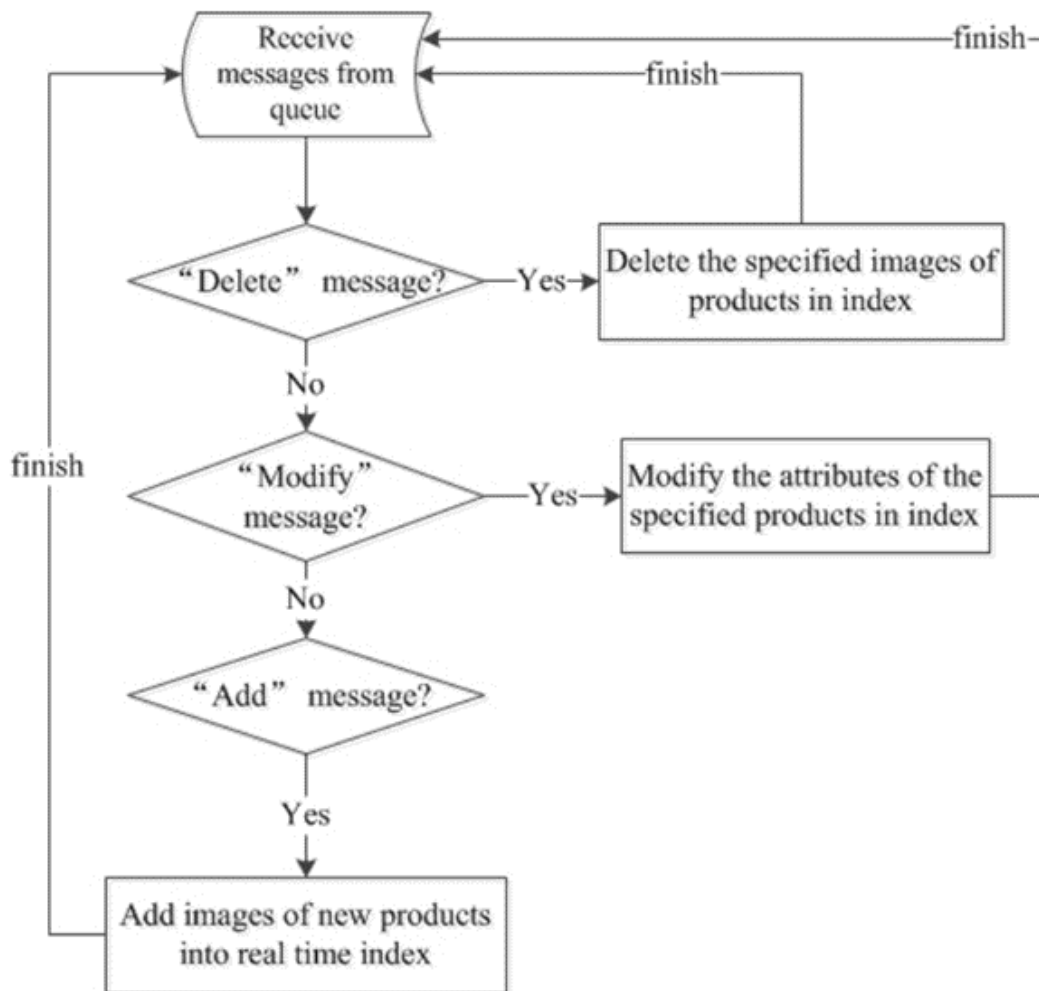 Receive
messages from
queue
finish
finish
“Delete” message?
Yes
Delete the specified images of
products in index
No
finish
“Modify”
message?
Yes
Modify the attributes of the
specified products in index
No
“Add” message?
Yes
Add images of new products
into real time index